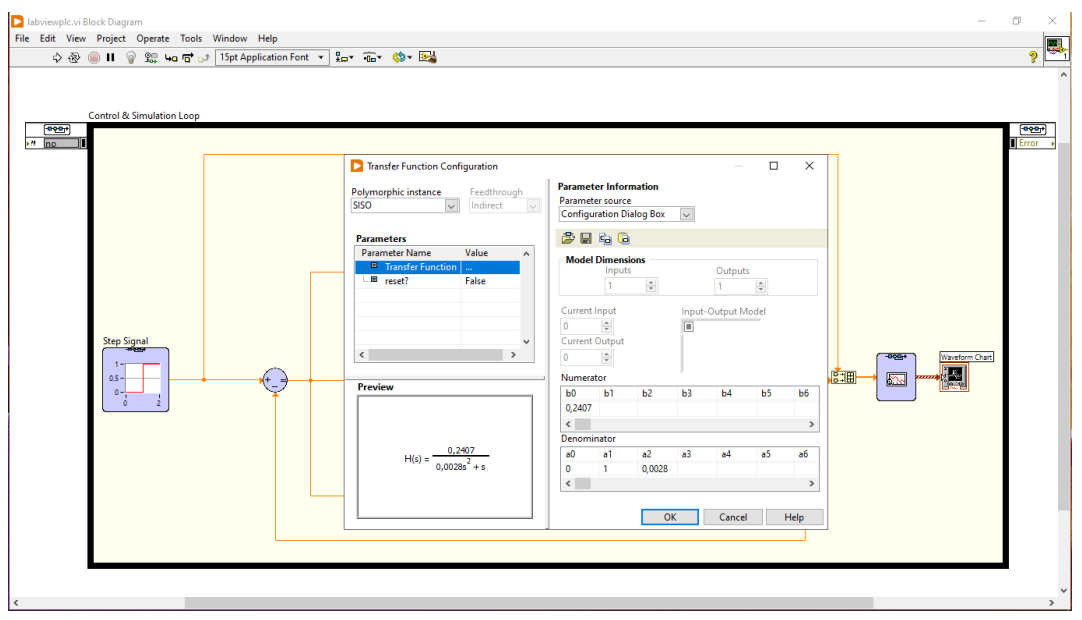 labviewplc.vi Block Diagram
File Edit View Project Operate Tools Window Help
15pt Application Font
?
1
Control & Simulation Loop
no
Error
Transfer Function Configuration
Polymorphic instance
Feedthrough
SISO
Indirect
Parameters
Parameter Name Value
Transfer Function ...
reset? False
Preview
H(s) = 0,2407
0,0028s² + s
Parameter Information
Parameter source
Configuration Dialog Box
Model Dimensions
Inputs Outputs
1 1
Current Input Input-Output Model
0
Current Output
0
Numerator
b0 b1 b2 b3 b4 b5 b6
0,2407
Denominator
a0 a1 a2 a3 a4 a5 a6
0 1 0,0028
OK Cancel Help
Step Signal
1-
0,5-
0-
0 2
Waveform Chart